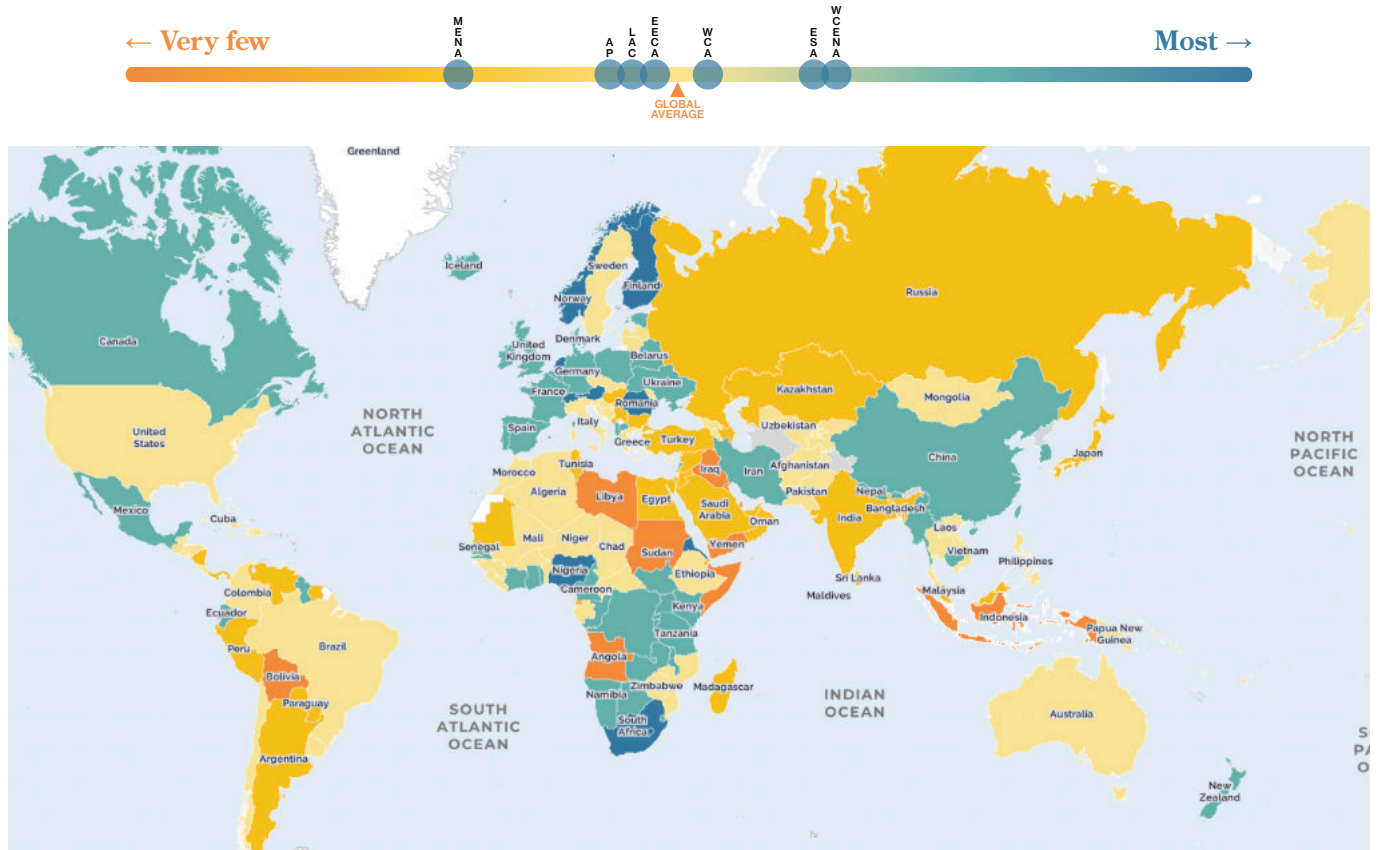 ← Very few
Most →
MENA
AP
LAC
EECA
WCA
ESA
WCENA
GLOBAL
AVERAGE
Greenland
Iceland
Sweden
Finland
Norway
Russia
Canada
United
Kingdom
Denmark
Belarus
Germany
Ukraine
France
Romania
Kazakhstan
Mongolia
NORTH
ATLANTIC
OCEAN
United
States
Spain
Italy
Greece
Turkey
Uzbekistan
NORTH
PACIFIC
OCEAN
Japan
China
Morocco
Tunisia
Iraq
Iran
Afghanistan
Algeria
Libya
Egypt
Saudi
Arabia
Pakistan
Nepal
Bangladesh
India
Mexico
Cuba
Oman
Laos
Senegal
Mali
Niger
Chad
Sudan
Yemen
Vietnam
Philippines
Nigeria
Ethiopia
Sri Lanka
Cameroon
Colombia
Maldives
Malaysia
Ecuador
Kenya
Indonesia
Papua New
Guinea
Tanzania
Peru
Brazil
Angola
Bolivia
Zimbabwe
Madagascar
Namibia
Paraguay
INDIAN
OCEAN
SOUTH
ATLANTIC
OCEAN
South
Africa
Australia
Argentina
S
PA
O
New
Zealand